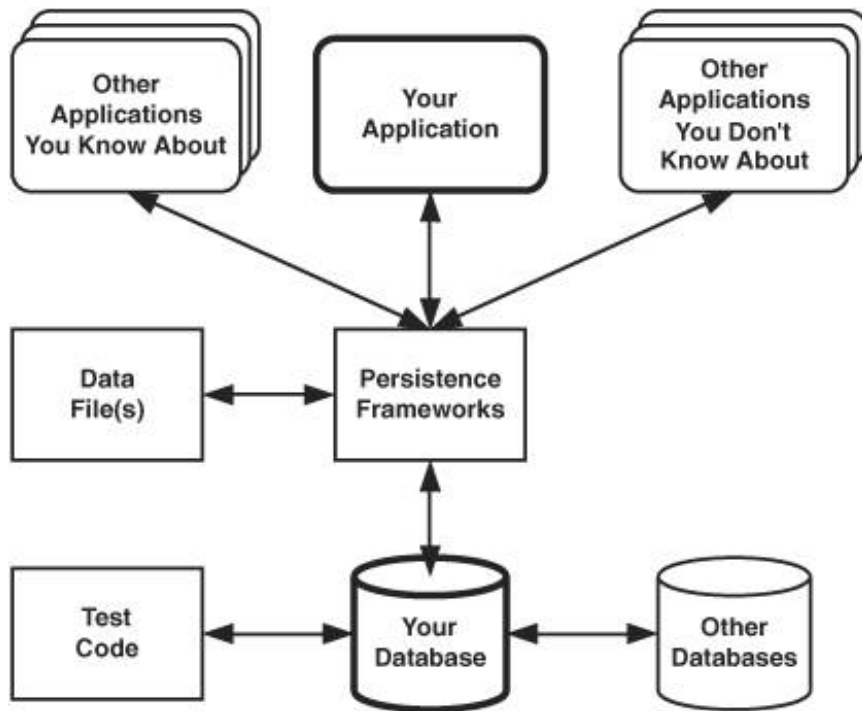 Other
Applications
You Know About
Your
Application
Other
Applications
You Don't
Know About
Data
File(s)
Persistence
Frameworks
Test
Code
Your
Database
Other
Databases